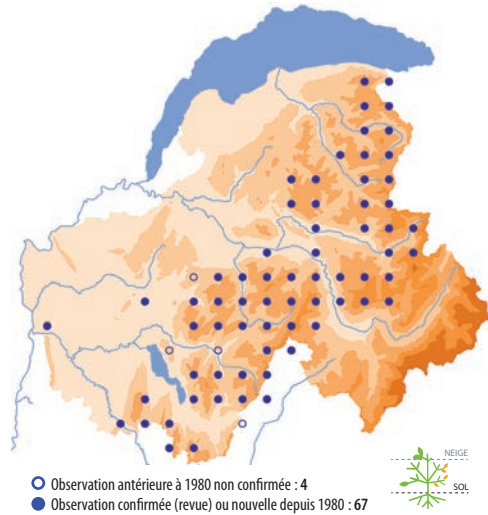 NEIGE
SOL
Observation antérieure à 1980 non confirmée : 4
Observation confirmée (revue) ou nouvelle depuis 1980 : 67